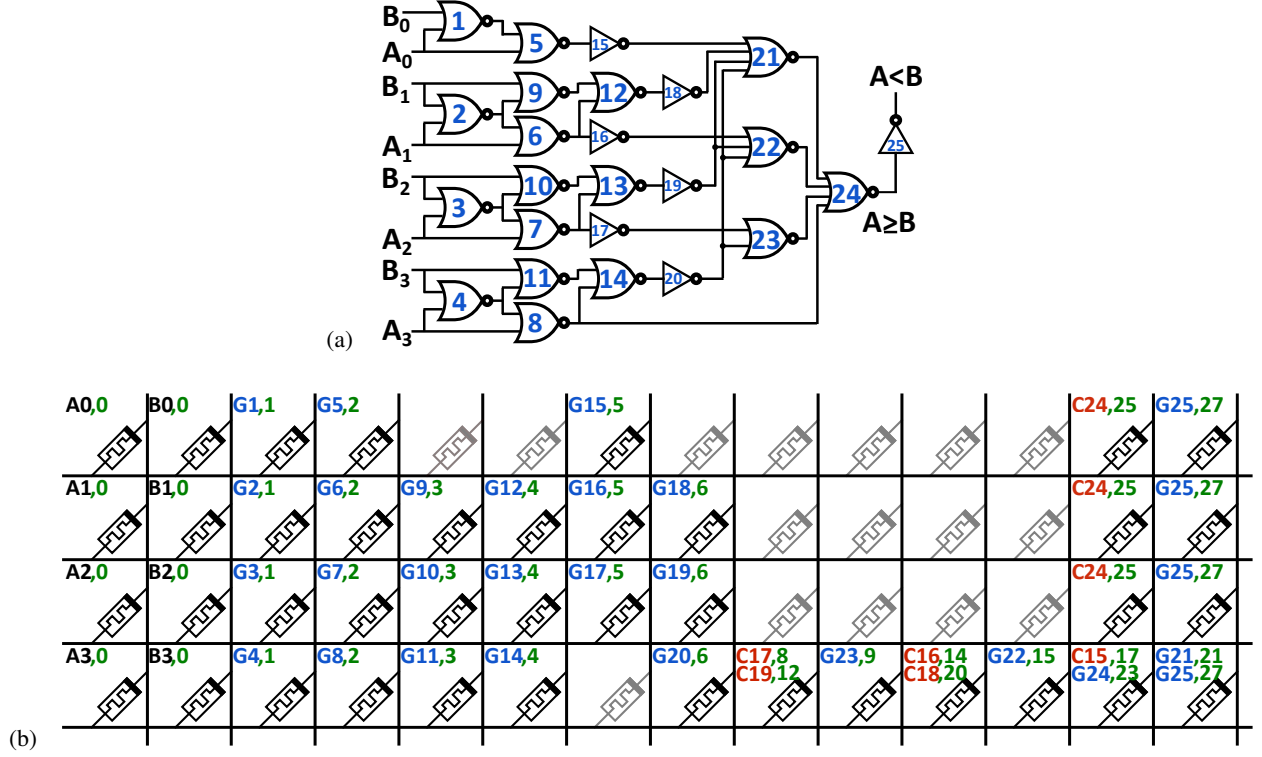 B0
1
A0
5
15
21
A<B
B1
9
12
18
2
25
6
16
22
A1
B2
10
13
19
24
3
A≥B
7
17
23
A2
B3
11
14
20
4
8
A3
(a)
A0,0 B0,0 G1,1 G5,2 G15,5 C24,25 G25,27
A1,0 B1,0 G2,1 G6,2 G9,3 G12,4 G16,5 G18,6 C24,25 G25,27
A2,0 B2,0 G3,1 G7,2 G10,3 G13,4 G17,5 G19,6 C24,25 G25,27
A3,0 B3,0 G4,1 G8,2 G11,3 G14,4 G20,6 C17,8 G23,9 C16,14 G22,15 C15,17 G21,21
C19,12 C18,20 G24,23 G25,27
(b)